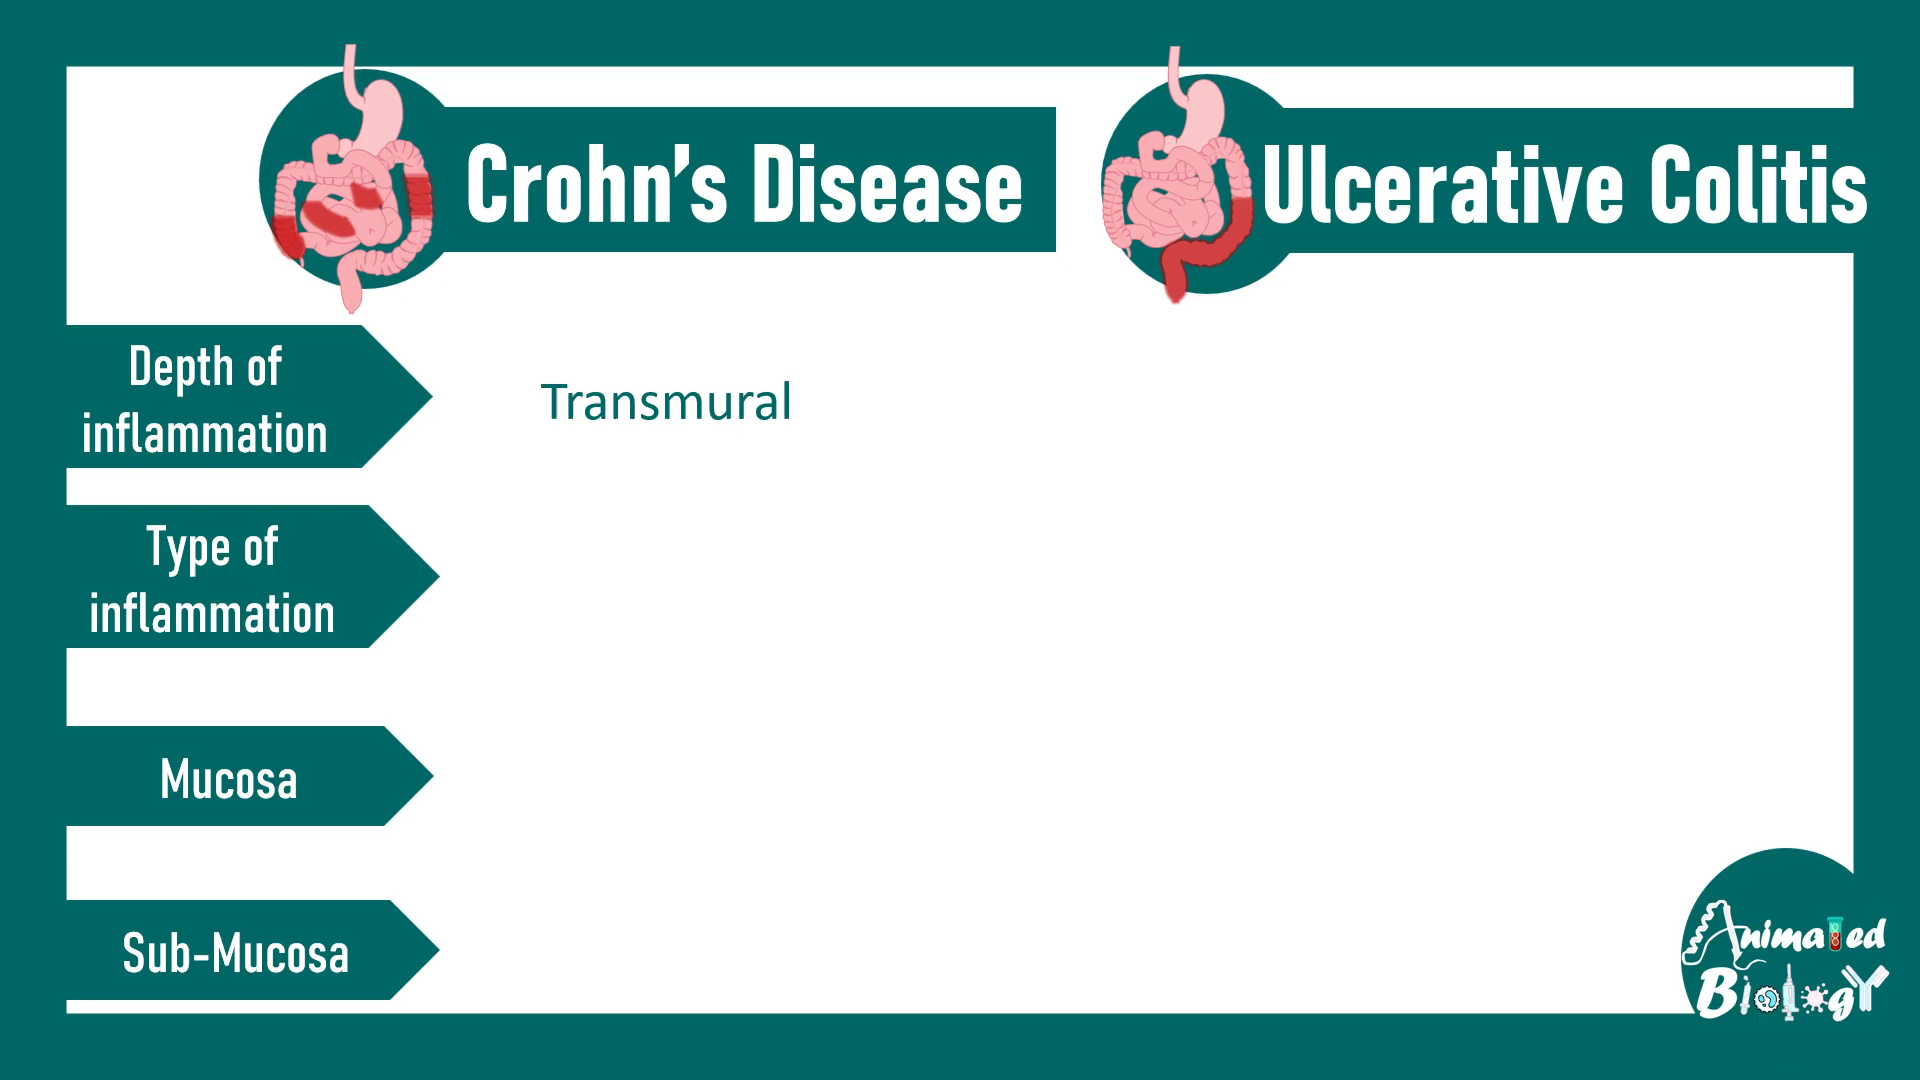 Crohn's Disease
Ulcerative Colitis
Depth of
inflammation
Transmural
Type of
inflammation
Mucosa
Sub-Mucosa
Animated
Biology